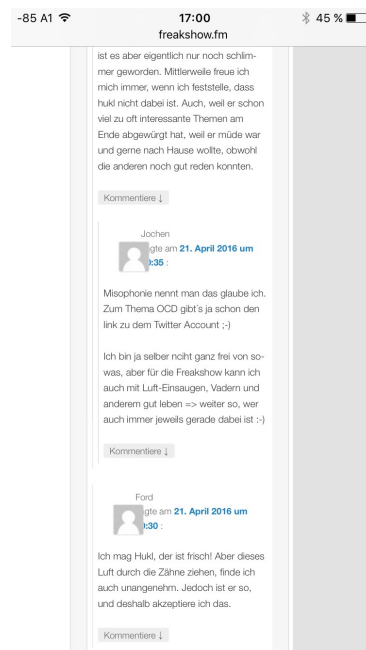 -85 A1 17:00 45 %
freakshow.fm
ist es aber eigentlich nur noch schlim-
mer geworden. Mittlerweile freue ich
mich immer, wenn ich feststelle, dass
hukl nicht dabei ist. Auch, weil er schon
viel zu oft interessante Themen am
Ende abgewürgt hat, weil er müde war
und gerne nach Hause wollte, obwohl
die anderen noch gut reden konnten.
Kommentiere ↓
Jochen
gte am 21. April 2016 um
:35 :
Misophonie nennt man das glaube ich.
Zum Thema OCD gibt´s ja schon den
link zu dem Twitter Account ;-)
Ich bin ja selber nciht ganz frei von so-
was, aber für die Freakshow kann ich
auch mit Luft-Einsaugen, Vadern und
anderem gut leben => weiter so, wer
auch immer jeweils gerade dabei ist :-)
Kommentiere ↓
Ford
gte am 21. April 2016 um
:30 :
Ich mag Hukl, der ist frisch! Aber dieses
Luft durch die Zähne ziehen, finde ich
auch unangenehm. Jedoch ist er so,
und deshalb akzeptiere ich das.
Kommentiere ↓